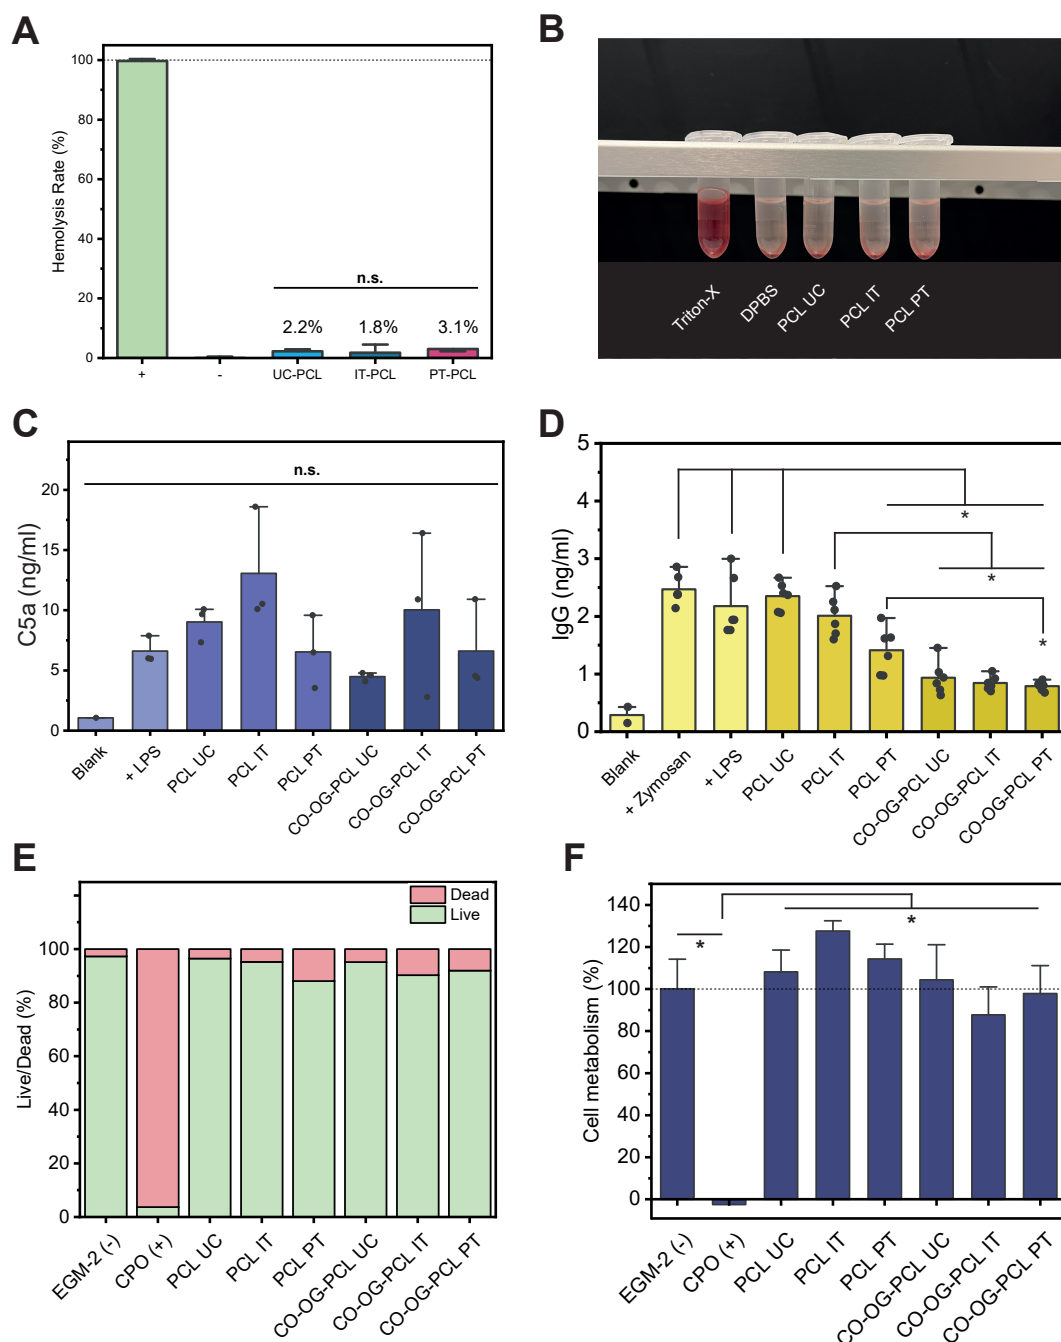 A
Hemolysis Rate (%)
100
80
60
40
20
0
n.s.
2.2%
1.8%
3.1%
+
-
UC-PCL
IT-PCL
PT-PCL
B
Triton-X
DPBS
PCL UC
PCL IT
PCL PT
C
C5a (ng/ml)
20
15
10
5
0
n.s.
Blank
+ LPS
PCL UC
PCL IT
PCL PT
CO-OG-PCL UC
CO-OG-PCL IT
CO-OG-PCL PT
D
IgG (ng/ml)
5
4
3
2
1
0
*
*
*
Blank
+ Zymosan
+ LPS
PCL UC
PCL IT
PCL PT
CO-OG-PCL UC
CO-OG-PCL IT
CO-OG-PCL PT
E
Live/Dead (%)
100
80
60
40
20
0
Dead
Live
EGM-2 (-)
CPO (+)
PCL UC
PCL IT
PCL PT
CO-OG-PCL UC
CO-OG-PCL IT
CO-OG-PCL PT
F
Cell metabolism (%)
140
120
100
80
60
40
20
0
*
*
EGM-2 (-)
CPO (+)
PCL UC
PCL IT
PCL PT
CO-OG-PCL UC
CO-OG-PCL IT
CO-OG-PCL PT